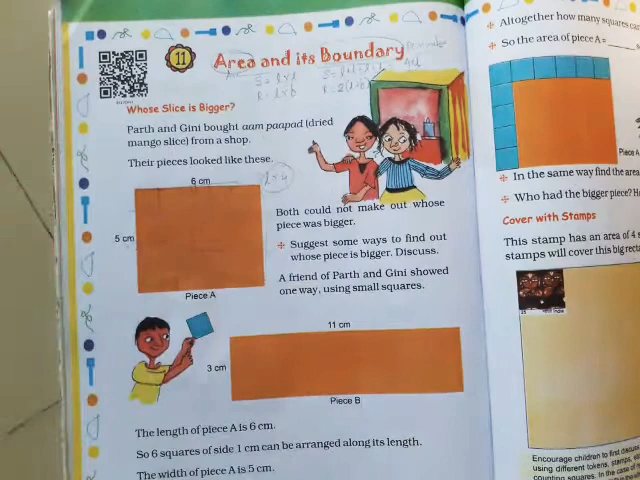 11
Area and its Boundary
Whose Slice is Bigger?
Parth and Gini bought aam paapad (dried
mango slice) from a shop.
Their pieces looked like these.
6 cm
5 cm
Piece A
Both could not make out whose
piece was bigger.
✣ Suggest some ways to find out
whose piece is bigger. Discuss.
A friend of Parth and Gini showed
one way, using small squares.
11 cm
3 cm
Piece B
The length of piece A is 6 cm.
So 6 squares of side 1 cm can be arranged along its length.
The width of piece A is 5 cm.
✣ Altogether how many squares can
✣ So the area of piece A =
Piece A
✣ In the same way find the area
✣ Who had the bigger piece?
Cover with Stamps
This stamp has an area of 4 s
stamps will cover this big rect
Encourage children to first discuss
using different tokens, stamps,
counting squares. In the case of